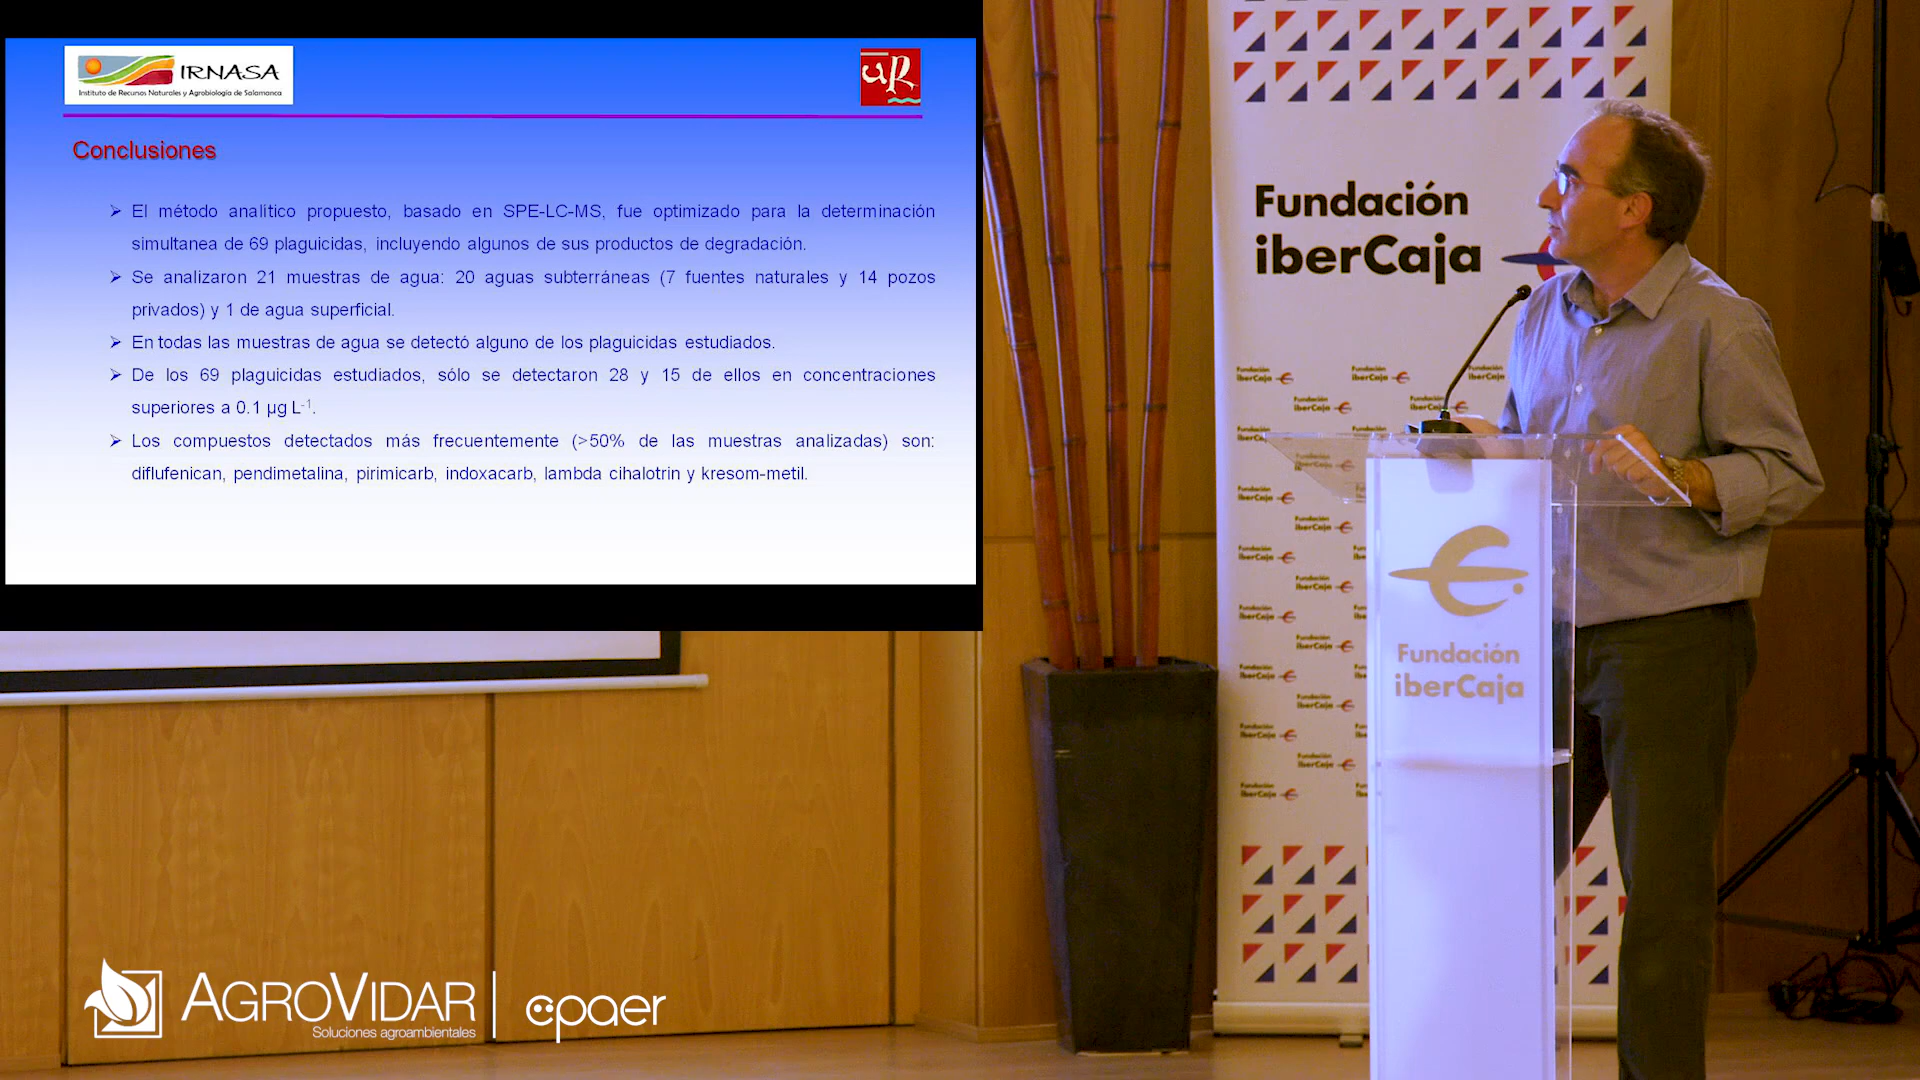 IRNASA
Instituto de Recursos Naturales y Agrobiología de Salamanca
uR
Conclusiones
➢ El método analítico propuesto, basado en SPE-LC-MS, fue optimizado para la determinación
simultanea de 69 plaguicidas, incluyendo algunos de sus productos de degradación.
➢ Se analizaron 21 muestras de agua: 20 aguas subterráneas (7 fuentes naturales y 14 pozos
privados) y 1 de agua superficial.
➢ En todas las muestras de agua se detectó alguno de los plaguicidas estudiados.
➢ De los 69 plaguicidas estudiados, sólo se detectaron 28 y 15 de ellos en concentraciones
superiores a 0.1 µg L⁻¹.
➢ Los compuestos detectados más frecuentemente (>50% de las muestras analizadas) son:
diflufenican, pendimetalina, pirimicarb, indoxacarb, lambda cihalotrin y kresom-metil.
Fundación
iberCaja
Fundación
iberCaja
AGROVIDAR
Soluciones agroambientales
cpaer